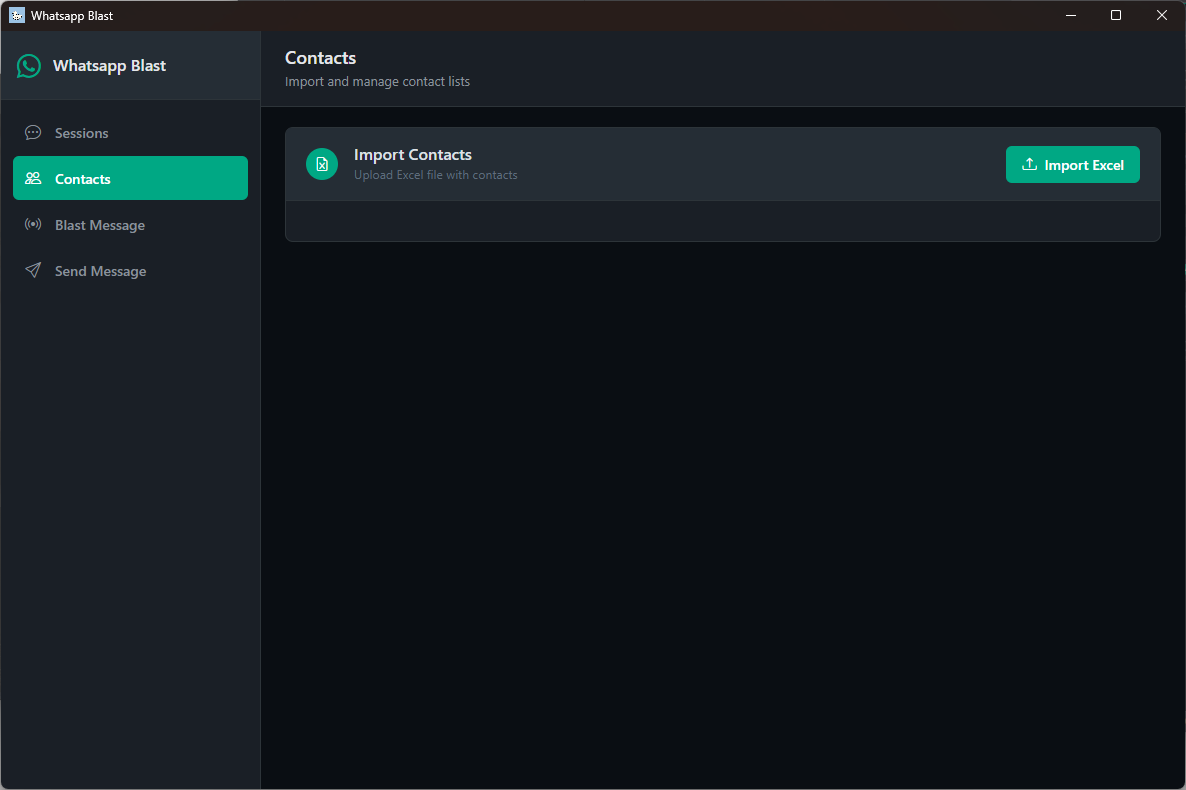 Whatsapp Blast
Whatsapp Blast
Sessions
Contacts
Blast Message
Send Message
Contacts
Import and manage contact lists
Import Contacts
Upload Excel file with contacts
Import Excel